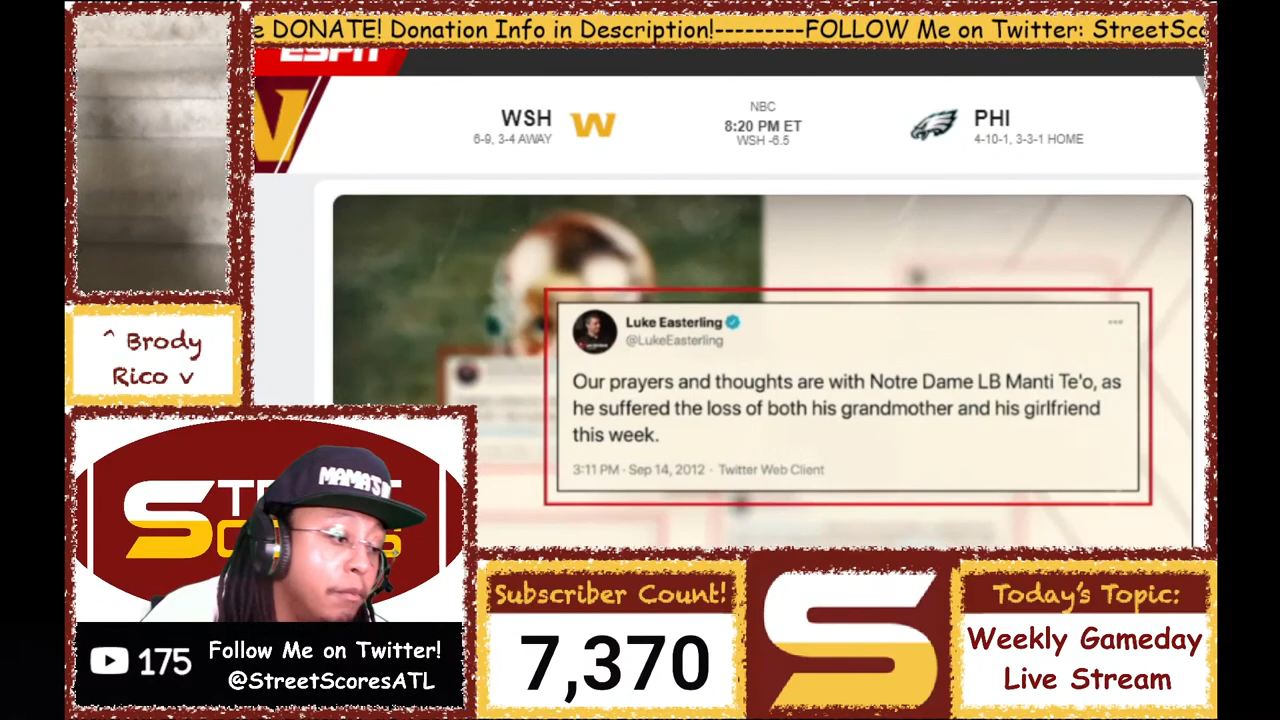 e DONATE! Donation Info in Description!---------FOLLOW Me on Twitter: StreetSco
ESPN
WSH
6-9, 3-4 AWAY
W
NBC
8:20 PM ET
WSH -6.5
PHI
4-10-1, 3-3-1 HOME
Luke Easterling
@LukeEasterling
Our prayers and thoughts are with Notre Dame LB Manti Te'o, as
he suffered the loss of both his grandmother and his girlfriend
this week.
3:11 PM · Sep 14, 2012 · Twitter Web Client
^ Brody
Rico v
MAMA'S
175
Follow Me on Twitter!
@StreetScoresATL
Subscriber Count!
7,370
S
Today's Topic:
Weekly Gameday
Live Stream